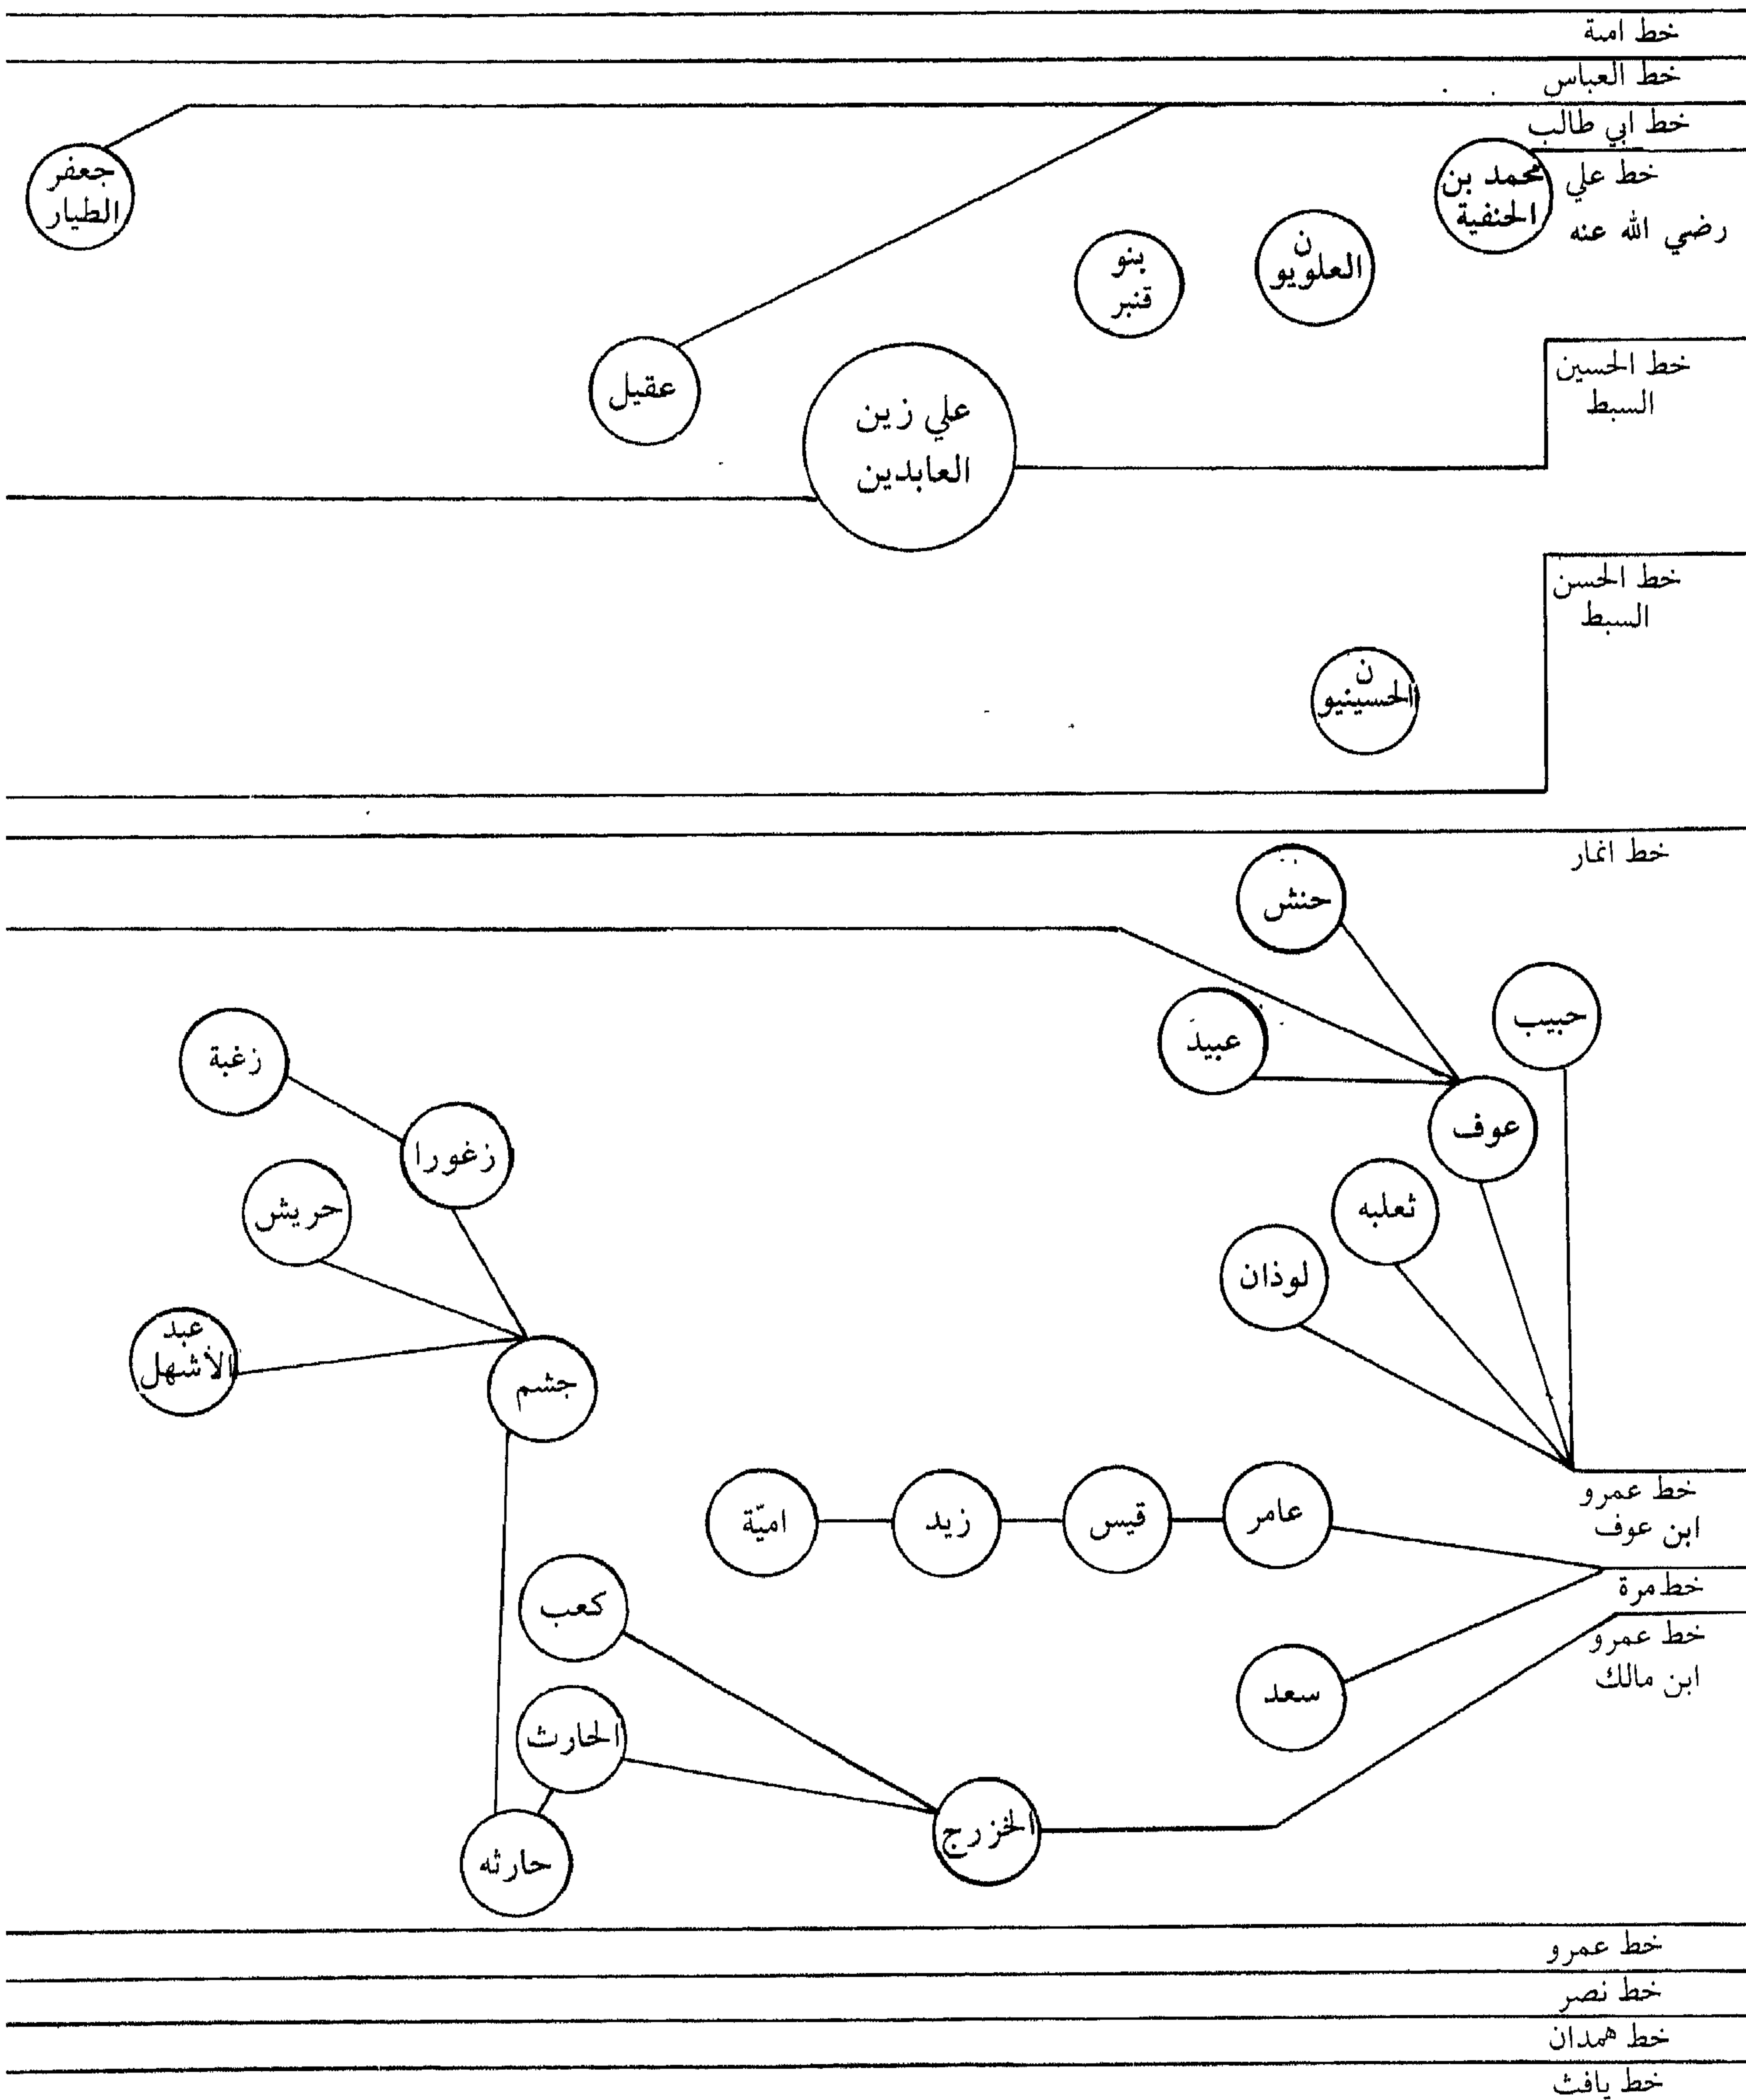 خط امية
خط العباس
خط ابي طالب
خط علي
رضي الله عنه
محمد بن
الحنفية
جعفر
الطيار
ن
العلويو
بنو
قنبر
خط الحسين
السبط
عقيل
علي زين
العابدين
خط الحسن
السبط
ن
الحسينيو
خط انمار
حنش
حبيب
عبيد
زغبة
عوف
زغورا
ثعلبه
حريش
لوذان
عبد
الأشهل
جشم
خط عمرو
ابن عوف
عامر
قيس
زيد
اميّة
خط مرة
كعب
خط عمرو
ابن مالك
سعد
الحارث
الخزرج
حارثه
خط عمرو
خط نصر
خط همدان
خط يافث